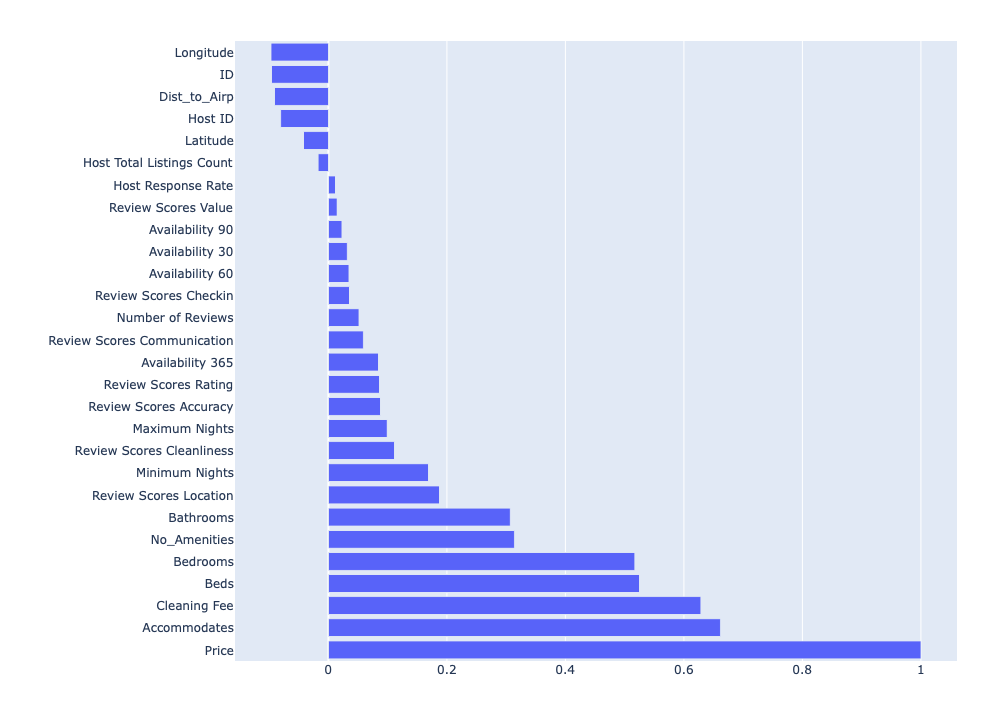 Longitude
ID
Dist_to_Airp
Host ID
Latitude
Host Total Listings Count
Host Response Rate
Review Scores Value
Availability 90
Availability 30
Availability 60
Review Scores Checkin
Number of Reviews
Review Scores Communication
Availability 365
Review Scores Rating
Review Scores Accuracy
Maximum Nights
Review Scores Cleanliness
Minimum Nights
Review Scores Location
Bathrooms
No_Amenities
Bedrooms
Beds
Cleaning Fee
Accommodates
Price
0 0.2 0.4 0.6 0.8 1